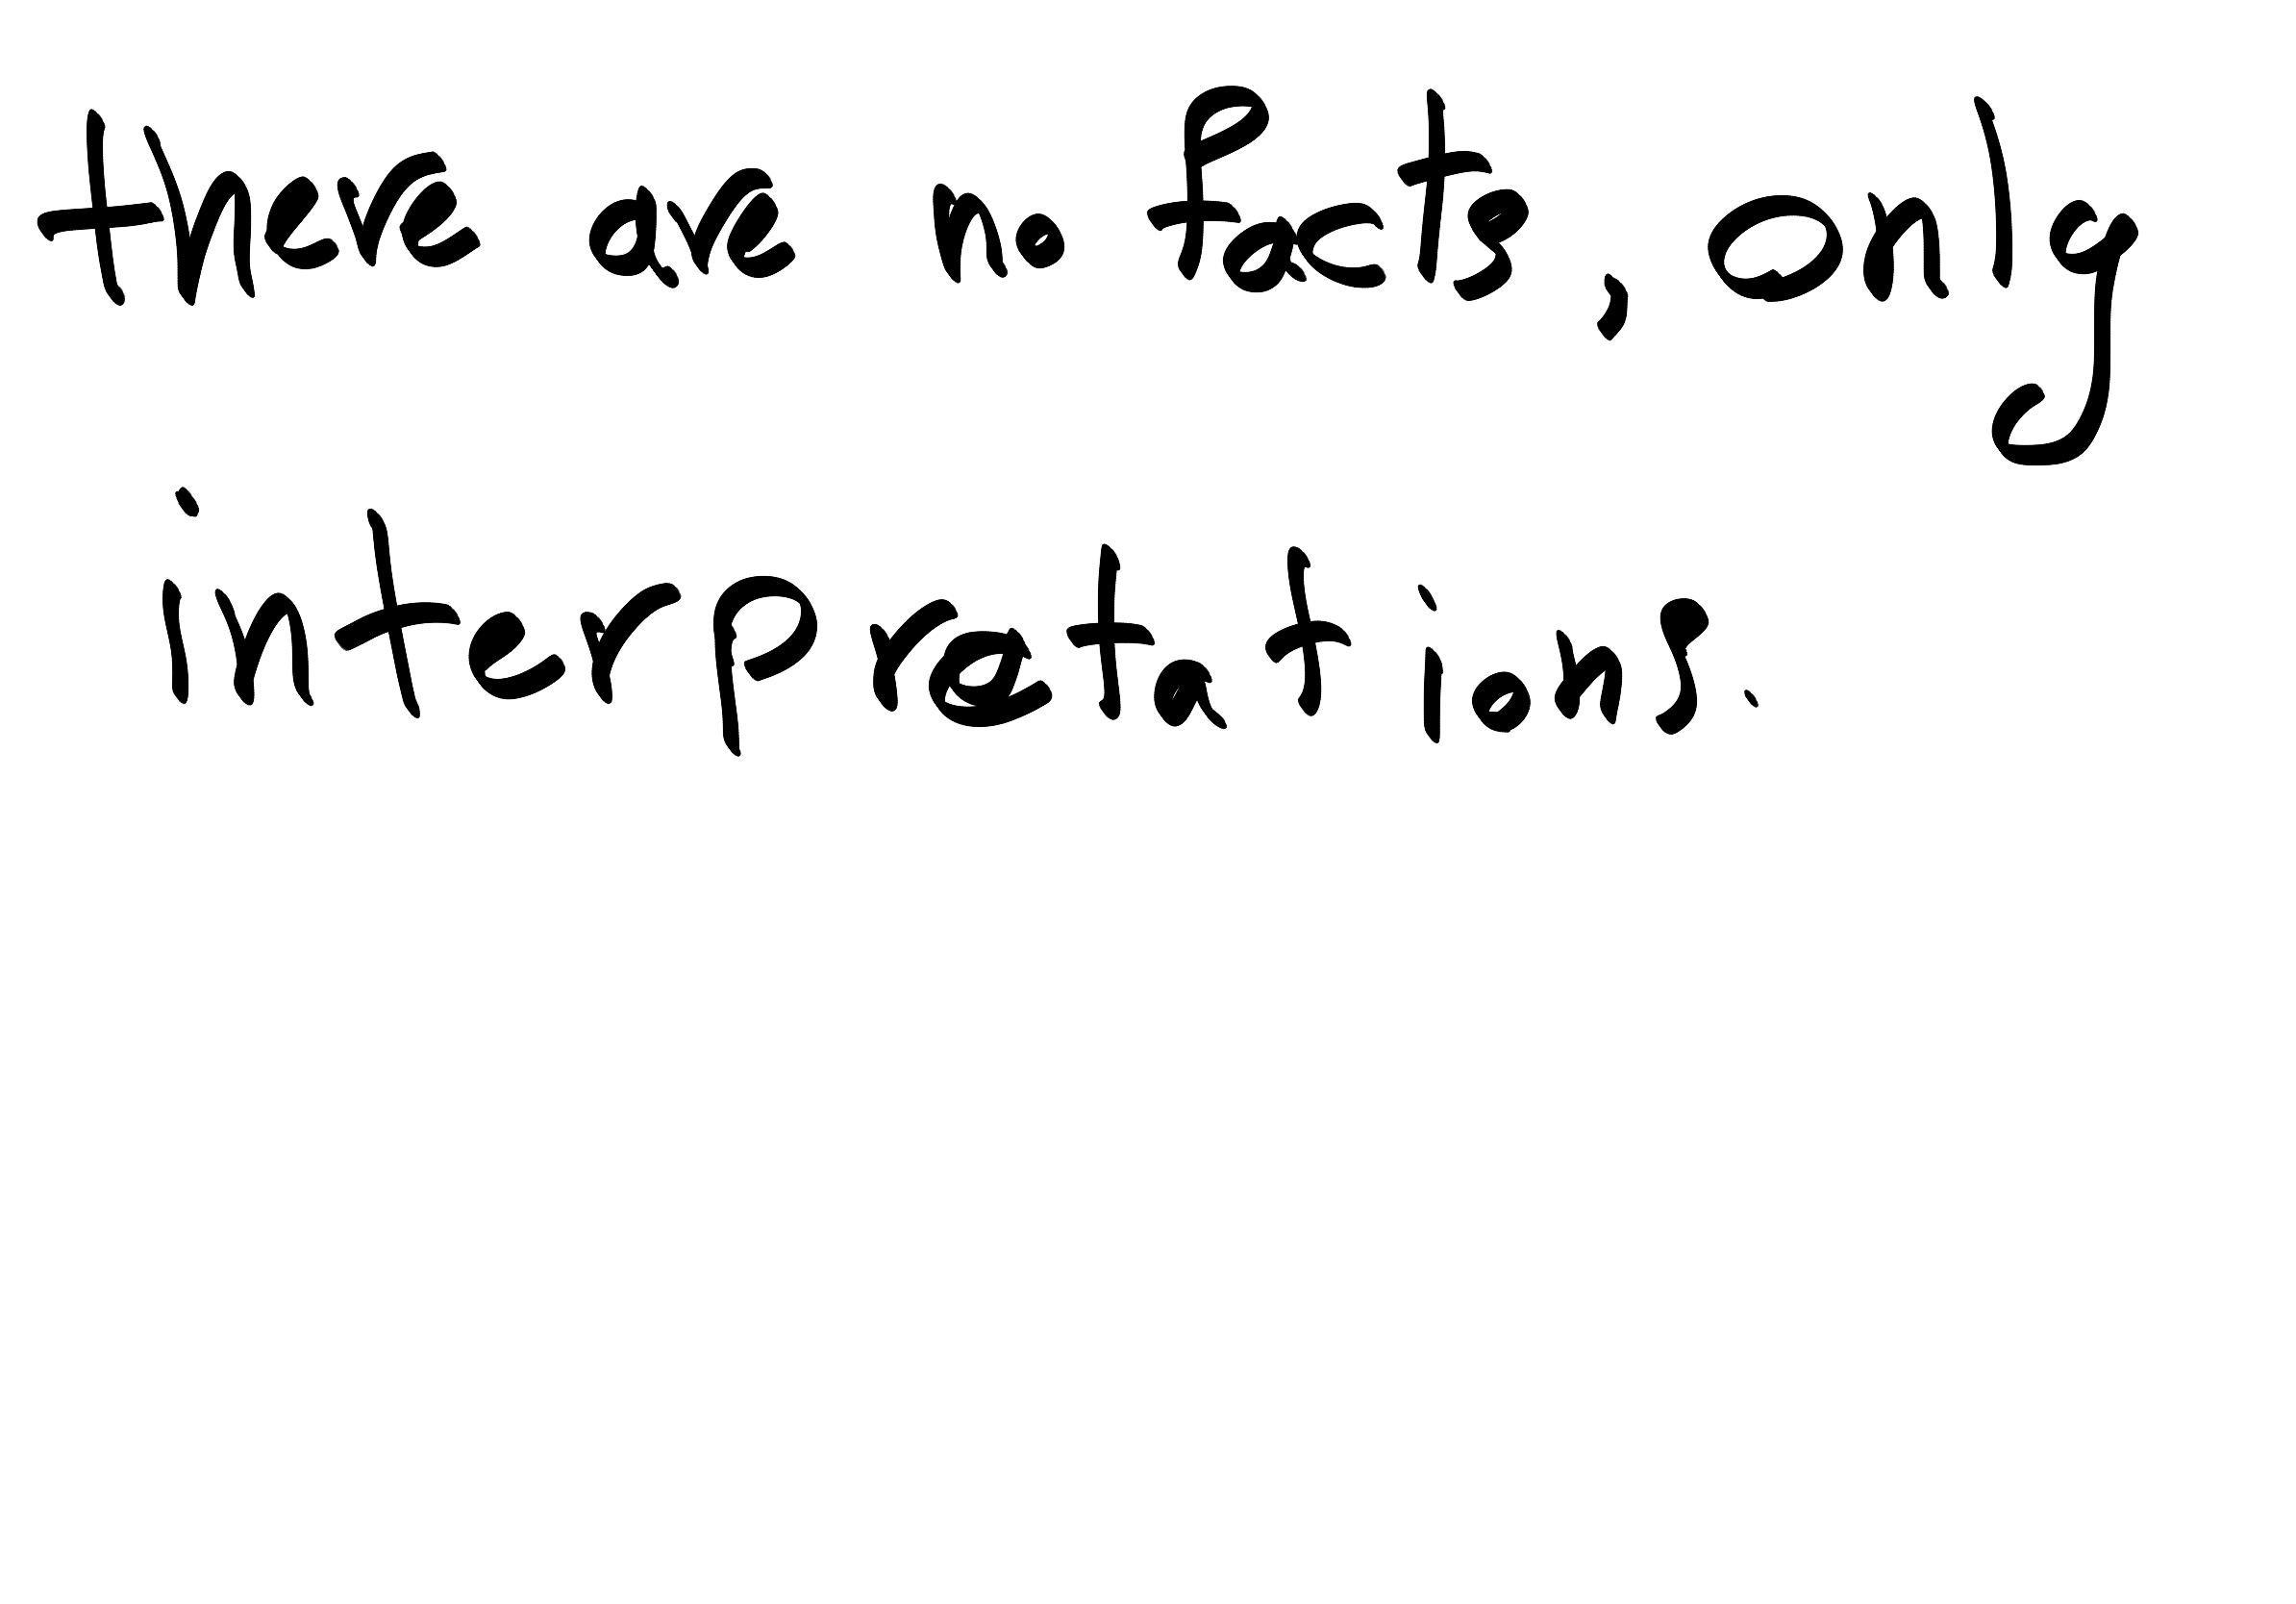 there are no facts, only
interpretations.